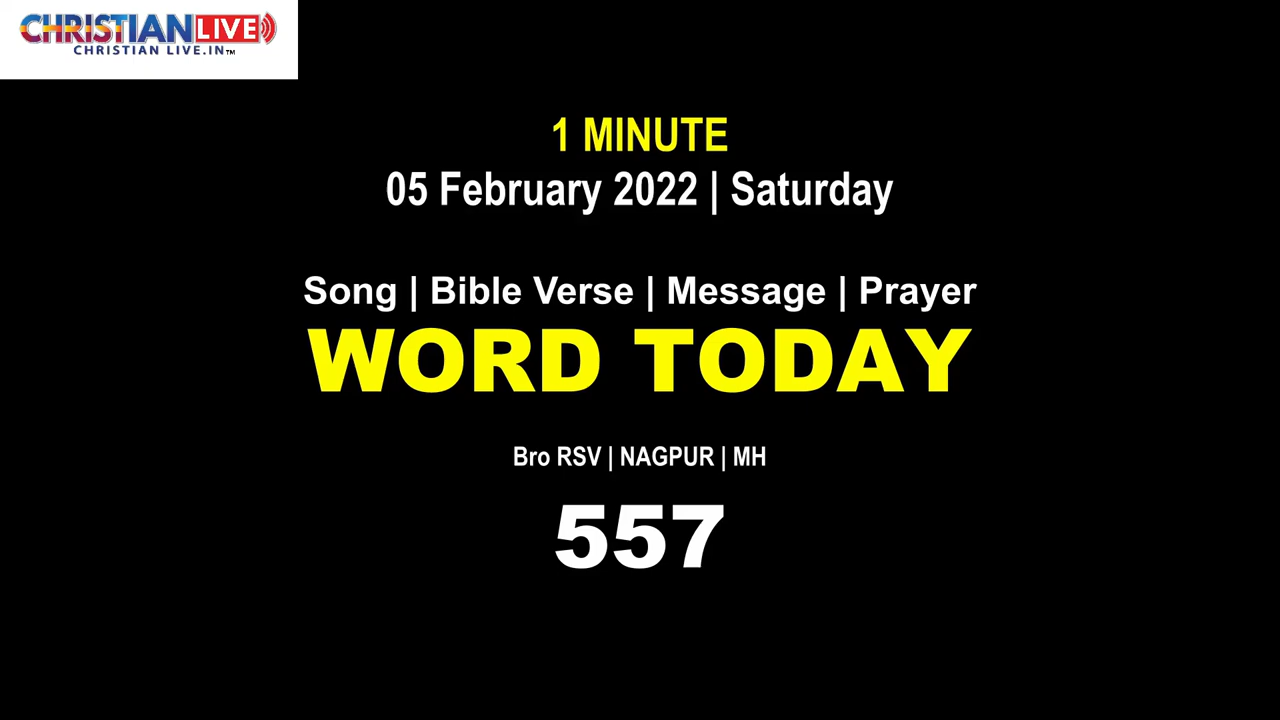 CHRISTIANLIVE
CHRISTIAN LIVE.IN™
1 MINUTE
05 February 2022 | Saturday
Song | Bible Verse | Message | Prayer
WORD TODAY
Bro RSV | NAGPUR | MH
557